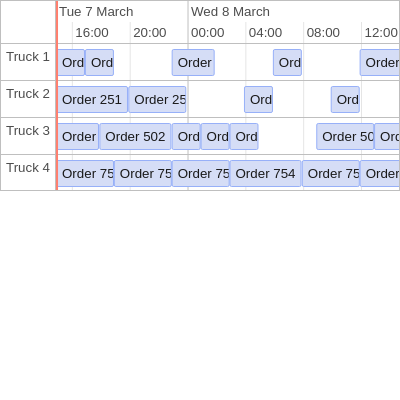 Tue 7 March Wed 8 March
16:00 20:00 00:00 04:00 08:00 12:00
Truck 1 Ord Ord Order Ord Order
Truck 2 Order 251 Order 25 Ord Ord
Truck 3 Order Order 502 Ord Ord Ord Order 50 Ord
Truck 4 Order 75 Order 75 Order 75 Order 754 Order 75 Order